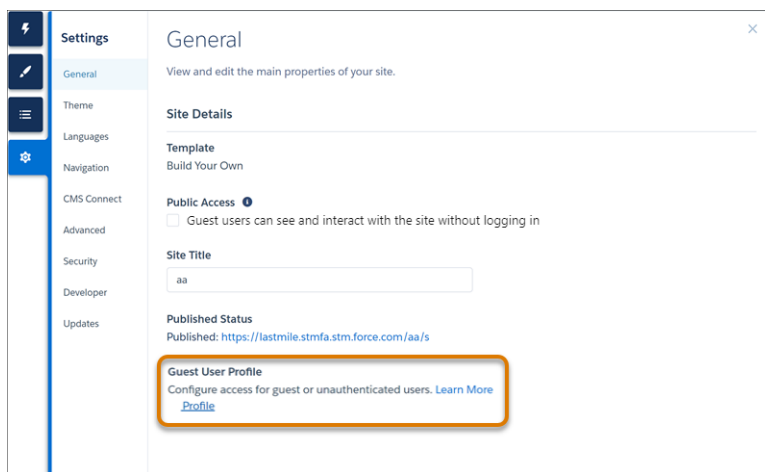 Settings
General
Theme
Languages
Navigation
CMS Connect
Advanced
Security
Developer
Updates
General
View and edit the main properties of your site.
Site Details
Template
Build Your Own
Public Access
Guest users can see and interact with the site without logging in
Site Title
aa
Published Status
Published: https://lastmile.stmfa.stm.force.com/aa/s
Guest User Profile
Configure access for guest or unauthenticated users. Learn More
Profile